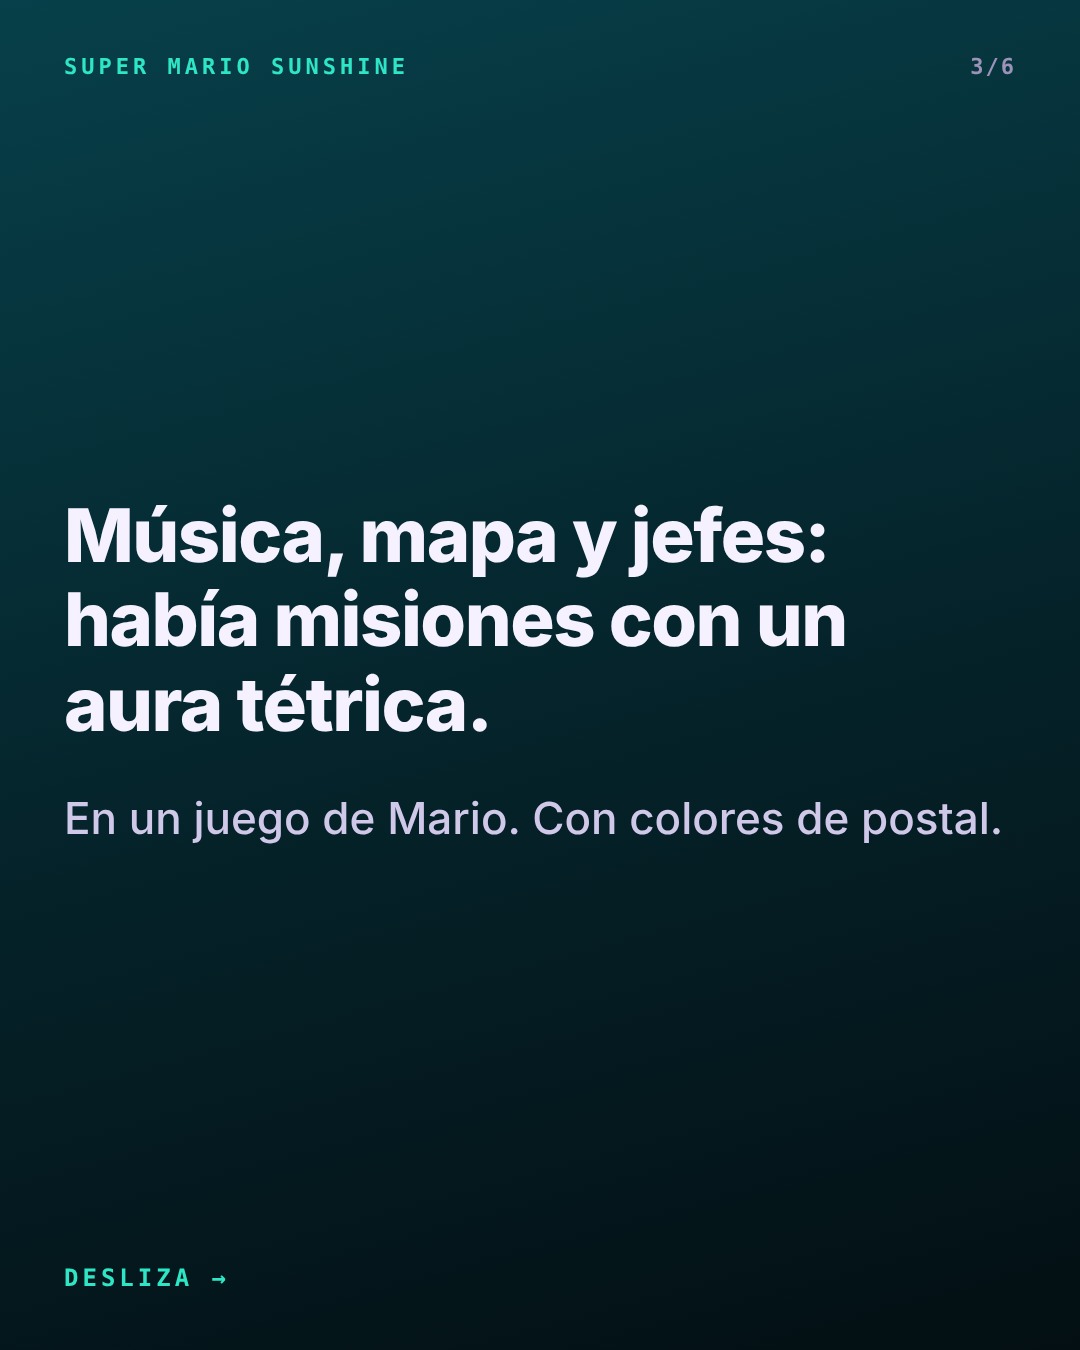 SUPER MARIO SUNSHINE
3/6
Música, mapa y jefes:
había misiones con un
aura tétrica.
En un juego de Mario. Con colores de postal.
DESLIZA →